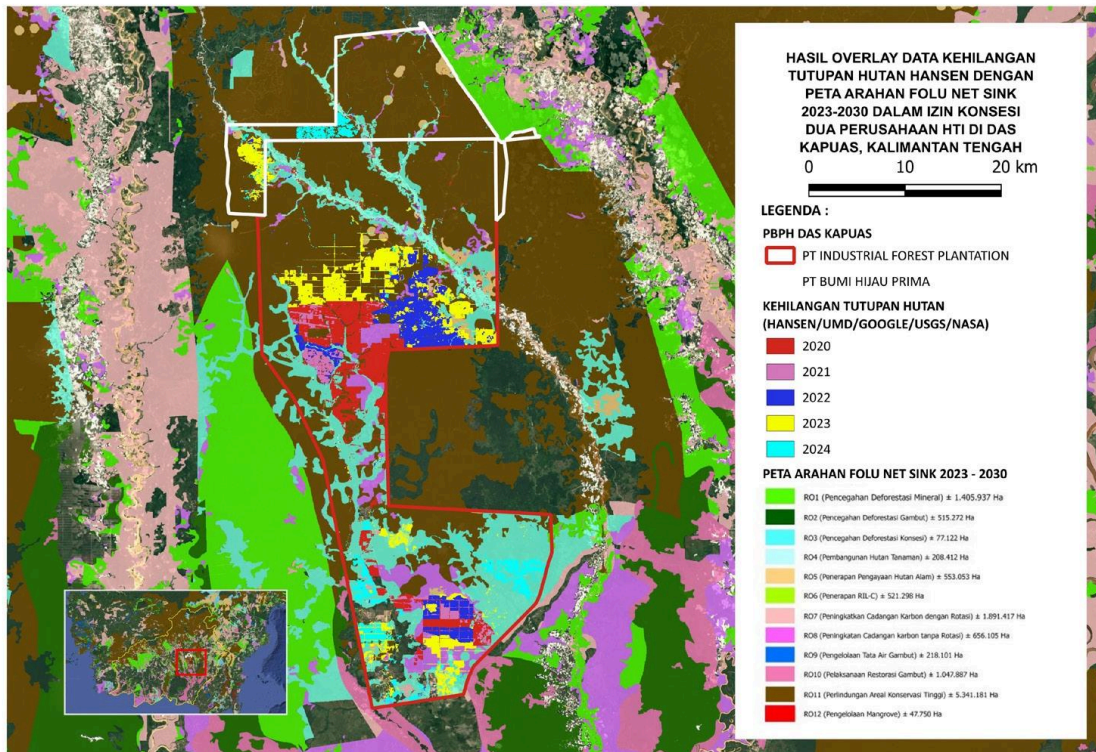 HASIL OVERLAY DATA KEHILANGAN
TUTUPAN HUTAN HANSEN DENGAN
PETA ARAHAN FOLU NET SINK
2023-2030 DALAM IZIN KONSESI
DUA PERUSAHAAN HTI DI DAS
KAPUAS, KALIMANTAN TENGAH
0 10 20 km
LEGENDA :
PBPH DAS KAPUAS
PT INDUSTRIAL FOREST PLANTATION
PT BUMI HIJAU PRIMA
KEHILANGAN TUTUPAN HUTAN
(HANSEN/UMD/GOOGLE/USGS/NASA)
2020
2021
2022
2023
2024
PETA ARAHAN FOLU NET SINK 2023 - 2030
RO1 (Pencegahan Deforestasi Mineral) ± 1.405.937 Ha
RO2 (Pencegahan Deforestasi Gambut) ± 515.272 Ha
RO3 (Pencegahan Deforestasi Konsesi) ± 77.122 Ha
RO4 (Pembangunan Hutan Tanaman) ± 208.412 Ha
RO5 (Penerapan Pengayaan Hutan Alam) ± 553.053 Ha
RO6 (Penerapan RIL-C) ± 521.298 Ha
RO7 (Peningkatkan Cadangan Karbon dengan Rotasi) ± 1.891.417 Ha
RO8 (Peningkatan Cadangan karbon tanpa Rotasi) ± 656.105 Ha
RO9 (Pengelolaan Tata Air Gambut) ± 218.101 Ha
RO10 (Pelaksanaan Restorasi Gambut) ± 1.047.887 Ha
RO11 (Perlindungan Areal Konservasi Tinggi) ± 5.341.181 Ha
RO12 (Pengelolaan Mangrove) ± 47.750 Ha